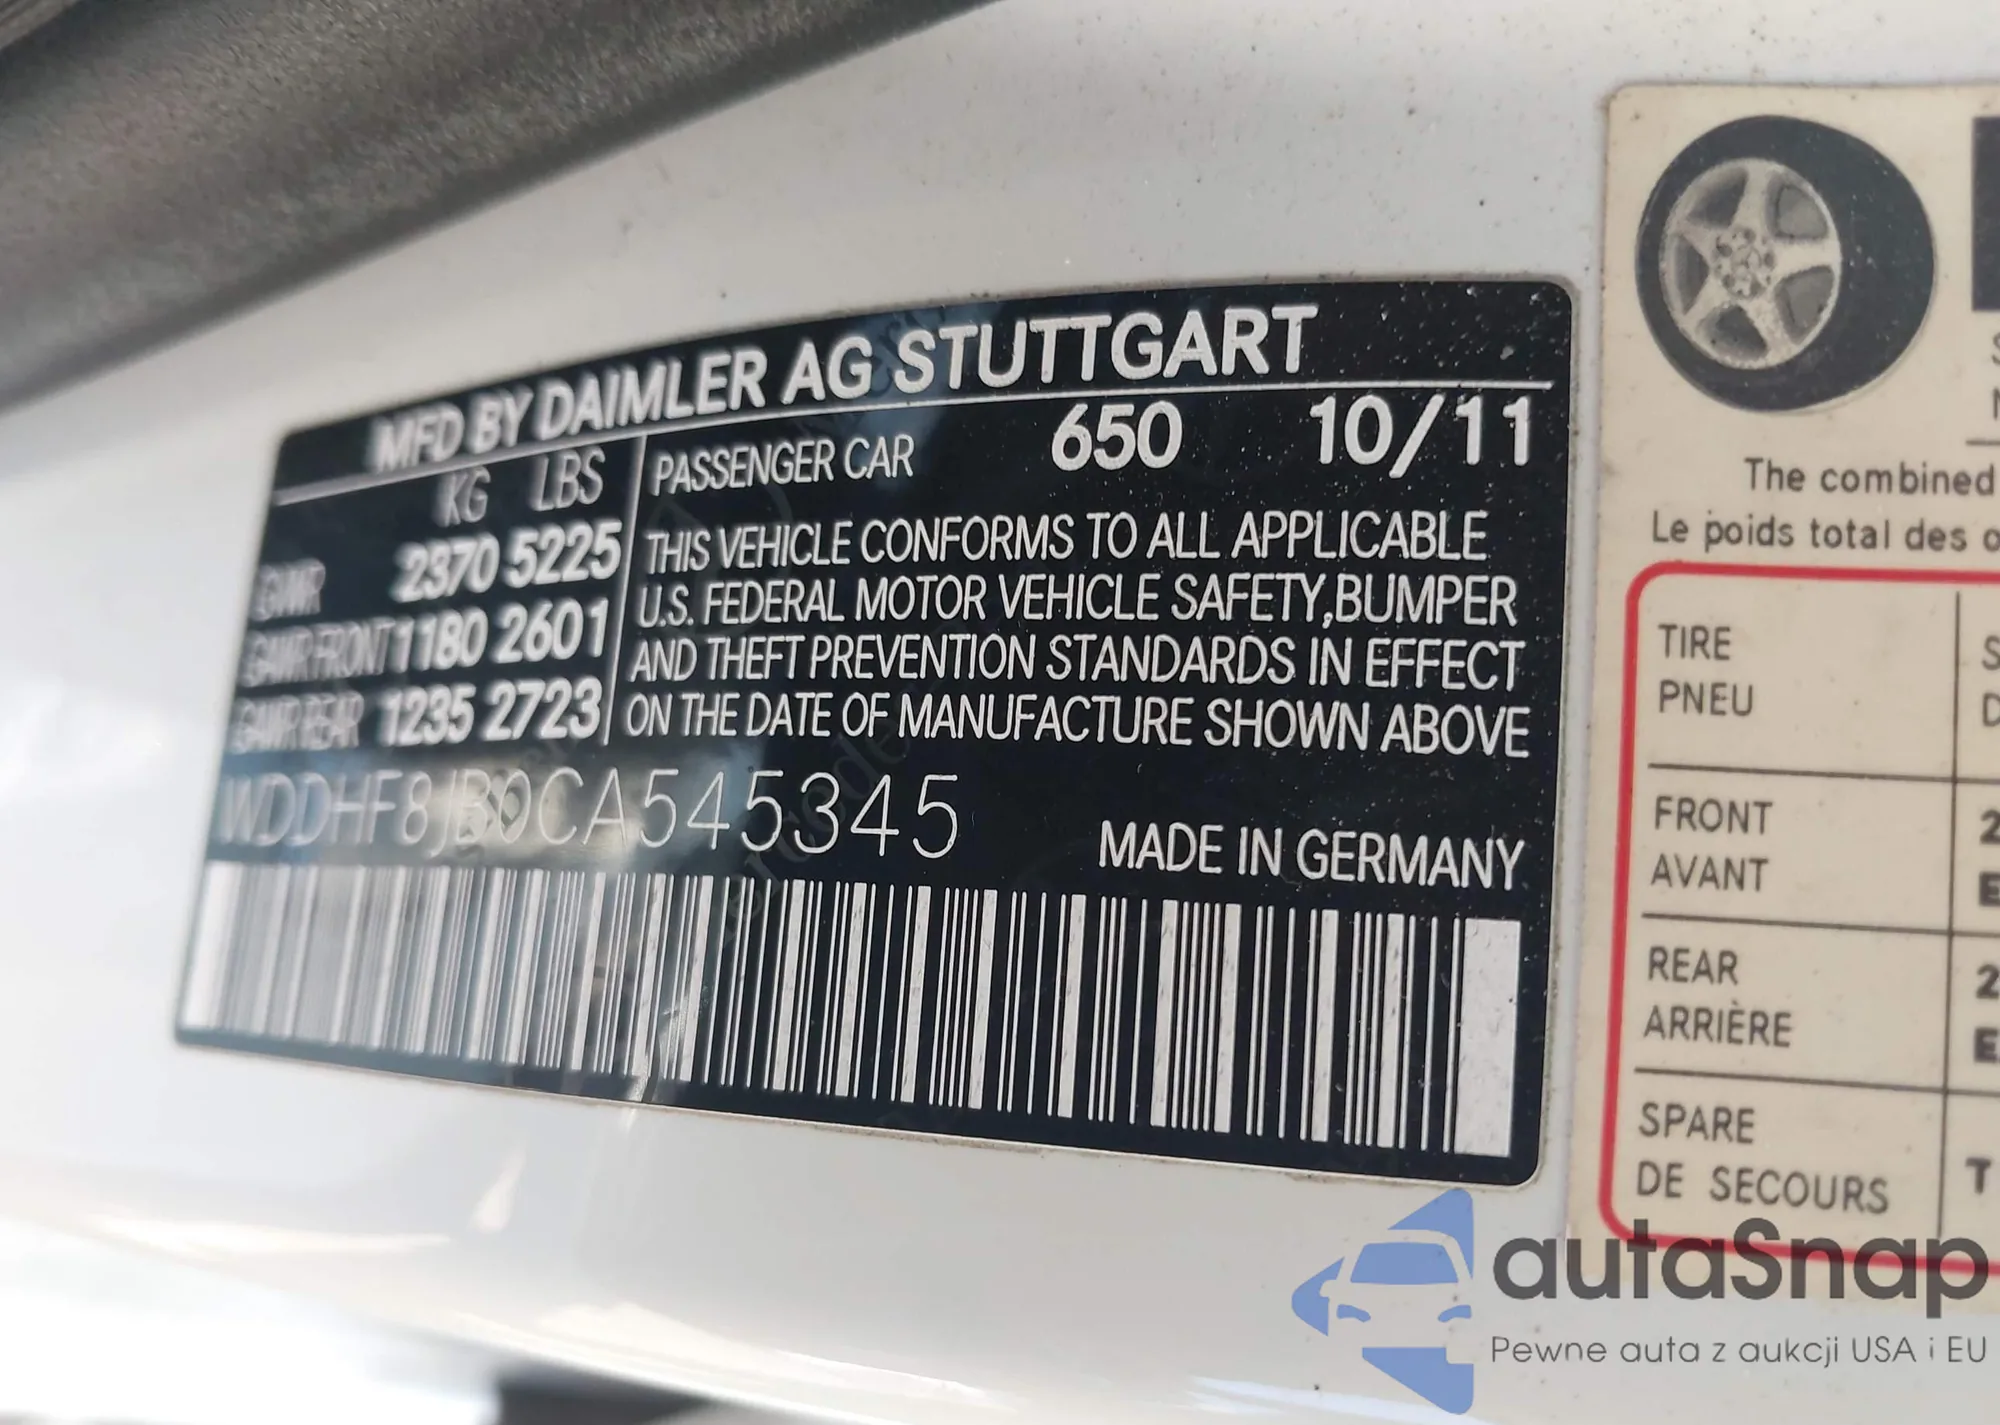 MFD BY DAIMLER AG STUTTGART
KG LBS
GVWR 2370 5225
GAWR FRONT 1180 2601
GAWR REAR 1235 2723
PASSENGER CAR 650 10/11
THIS VEHICLE CONFORMS TO ALL APPLICABLE
U.S. FEDERAL MOTOR VEHICLE SAFETY,BUMPER
AND THEFT PREVENTION STANDARDS IN EFFECT
ON THE DATE OF MANUFACTURE SHOWN ABOVE
WDDHF8JB0CA545345
MADE IN GERMANY
The combined
Le poids total des
TIRE
PNEU
FRONT 2
AVANT E
REAR 2
ARRIÈRE E
SPARE
DE SECOURS T
autaSnap
Pewne auta z aukcji USA i EU